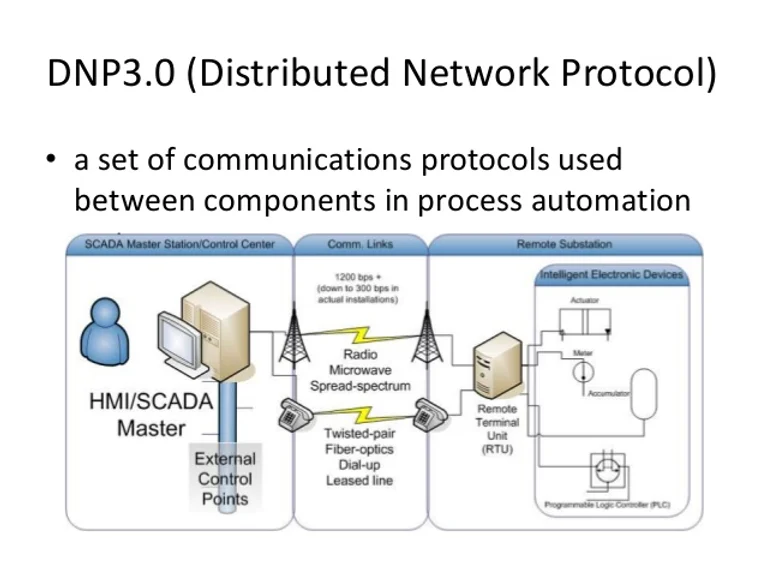 DNP3.0 (Distributed Network Protocol)
• a set of communications protocols used
between components in process automation
SCADA Master Station/Control Center
Comm. Links
Remote Substation
1200 bps +
(down to 300 bps in
actual installations)
Intelligent Electronic Devices
Actuator
Radio
Microwave
Spread-spectrum
Meter
Accumulator
HMI/SCADA
Master
Remote
Terminal
Unit
(RTU)
Twisted-pair
Fiber-optics
Dial-up
Leased line
External
Control
Points
Programmable Logic Controller (PLC)